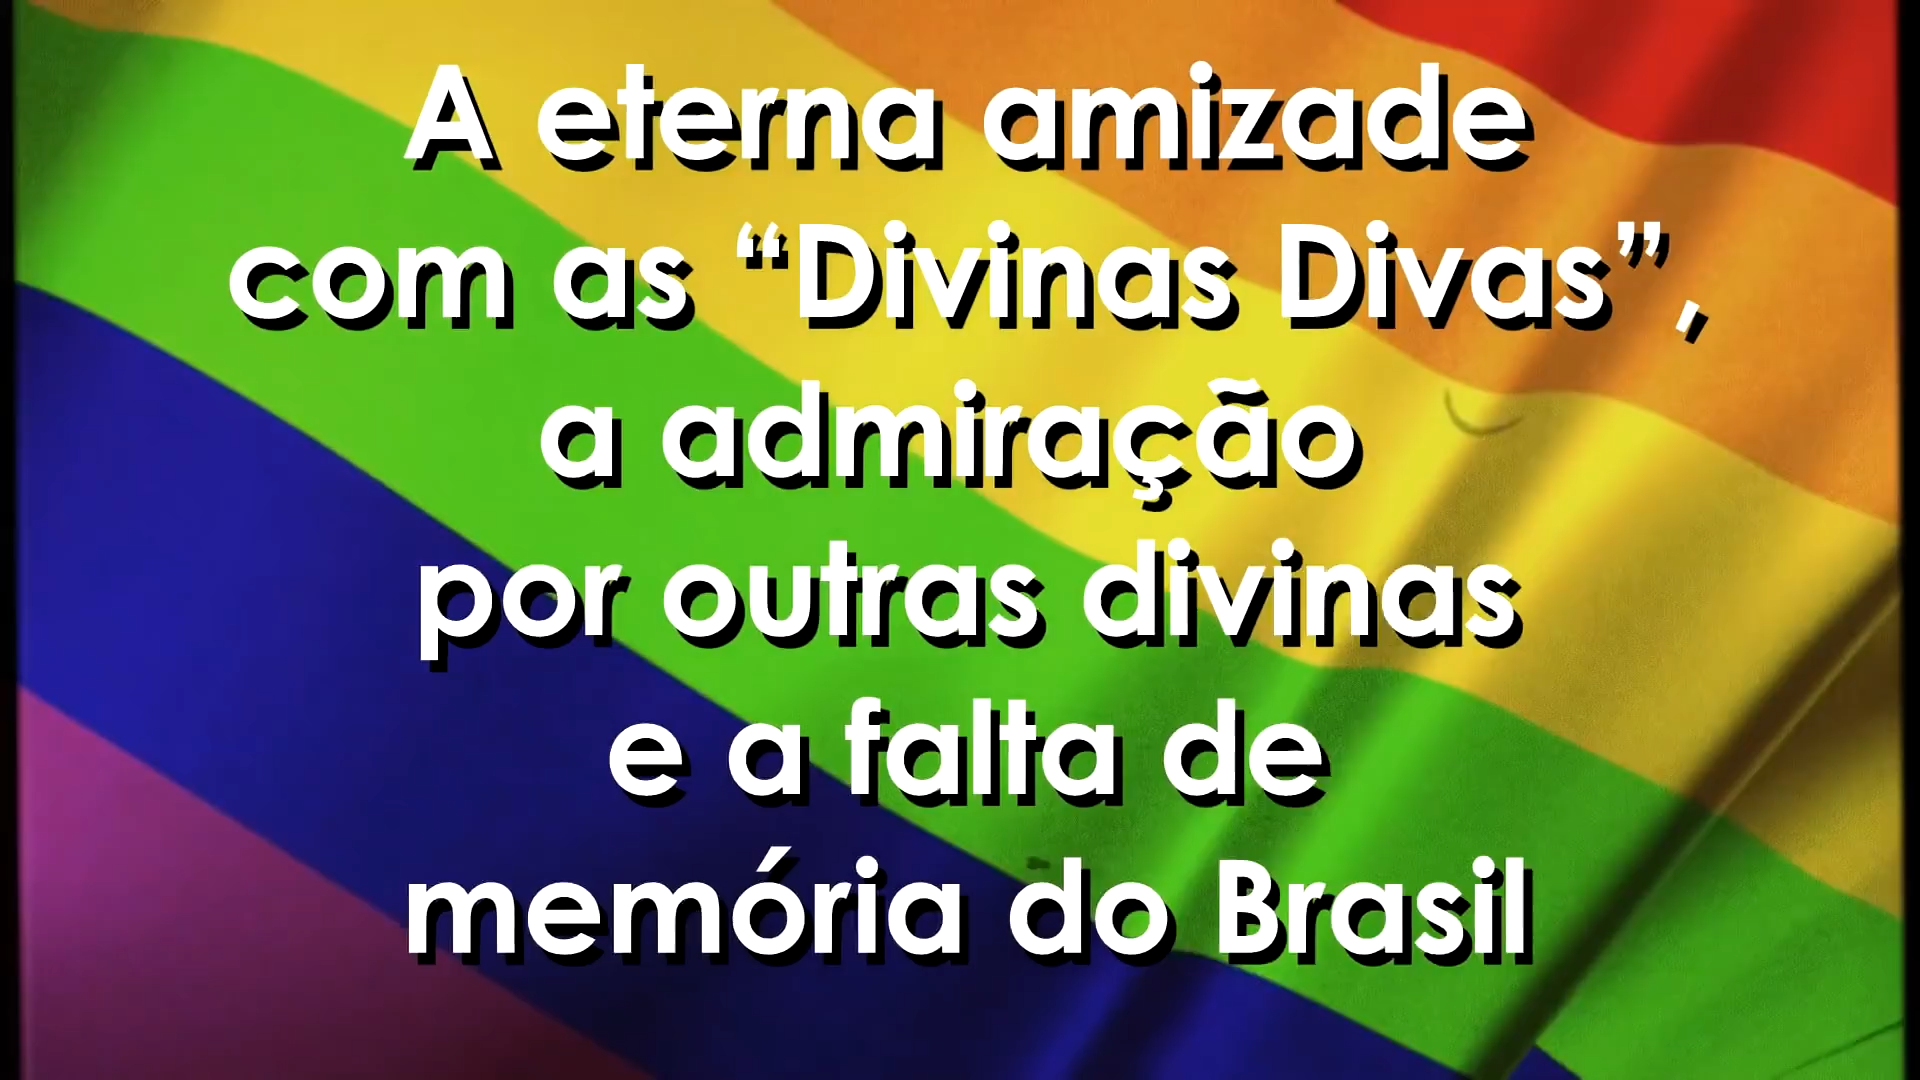 A eterna amizade
com as “Divinas Divas”,
a admiração
por outras divinas
e a falta de
memória do Brasil